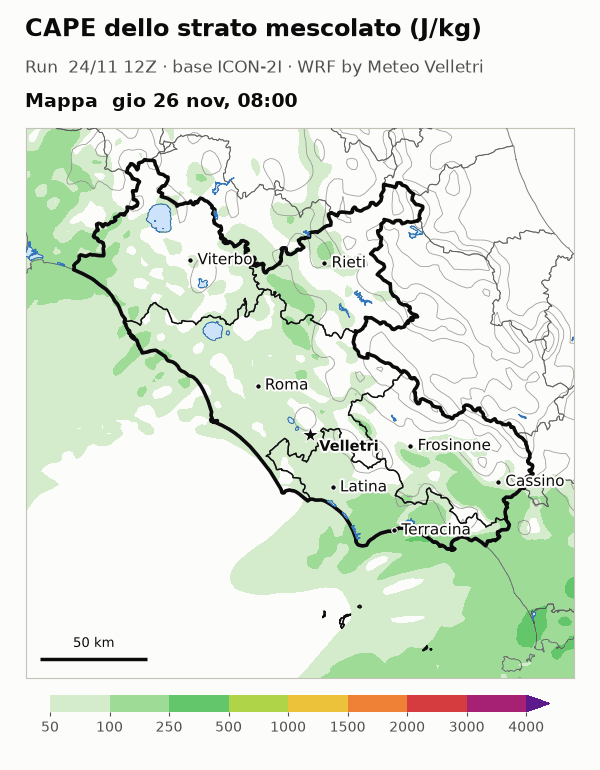 CAPE dello strato mescolato (J/kg)
Run  24/11 12Z · base ICON-2I · WRF by Meteo Velletri
Mappa  gio 26 nov, 08:00
Viterbo
Rieti
Roma
Velletri
Frosinone
Cassino
Latina
Terracina
50 km
50 100 250 500 1000 1500 2000 3000 4000